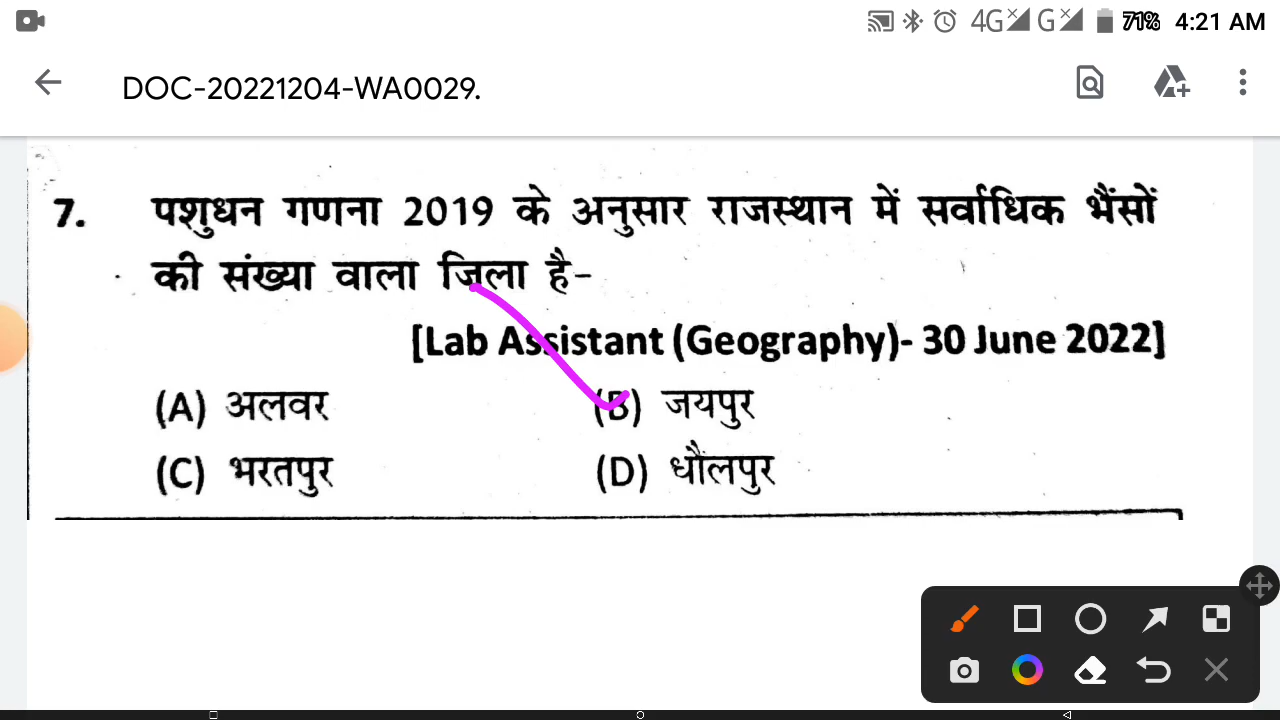 4G G 71% 4:21 AM
DOC-20221204-WA0029.
7. पशुधन गणना 2019 के अनुसार राजस्थान में सर्वाधिक भैंसों
की संख्या वाला जिला है-
[Lab Assistant (Geography)- 30 June 2022]
(A) अलवर (B) जयपुर
(C) भरतपुर (D) धौलपुर